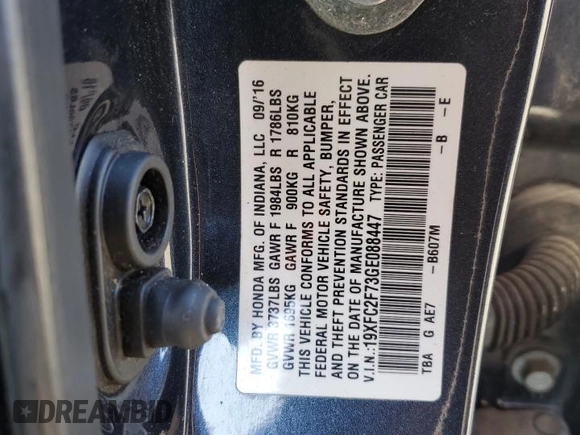 MFD. BY HONDA MFG. OF INDIANA, LLC 09/'16
GVWR 3737LBS GAWR F 1984LBS R 1786LBS
GVWR 1695KG GAWR F 900KG R 810KG
THIS VEHICLE CONFORMS TO ALL APPLICABLE
FEDERAL MOTOR VEHICLE SAFETY, BUMPER,
AND THEFT PREVENTION STANDARDS IN EFFECT
ON THE DATE OF MANUFACTURE SHOWN ABOVE.
V.I.N.:19XFC2F73GE088447 TYPE: PASSENGER CAR
TBA G AE7 -B607M -B -E
DREAMBID